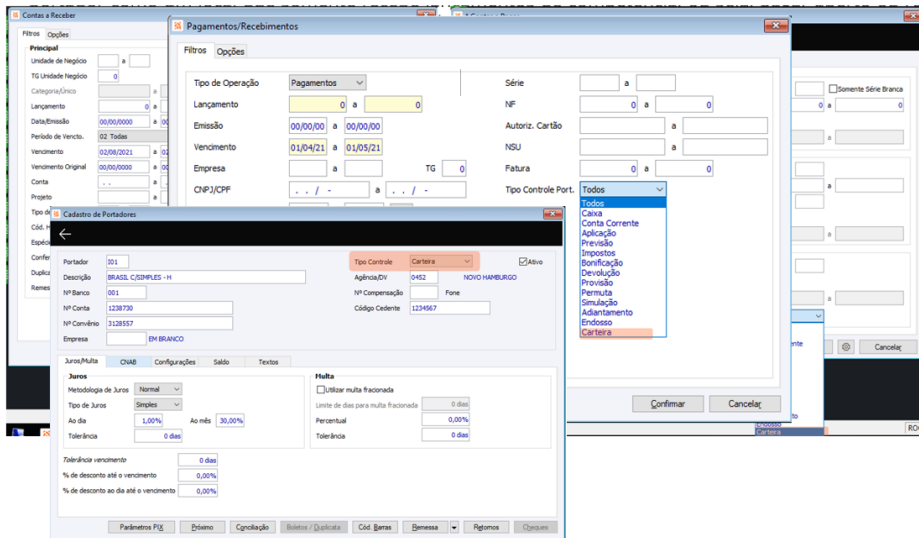 Contas a Receber
Filtros Opções
Principal
Unidade de Negócio a
TG Unidade Negócio 0
Categoria/Único a
Lançamento 0 a
Data/Emissão 00/00/0000 a
Período de Vencto. 02 Todas
Vencimento 02/08/2021 a
Vencimento Original 00/00/0000 a
Conta . . a
Projeto a
Pagamentos/Recebimentos
Filtros Opções
Tipo de Operação Pagamentos
Lançamento 0 a 0
Emissão 00/00/00 a 00/00/00
Vencimento 01/04/21 a 01/05/21
Empresa a TG 0
CNPJ/CPF . . / - a . . / -
Série a
NF 0 a 0
Autoriz. Cartão a
NSU a
Fatura 0 a 0
Tipo Controle Port. Todos
Todos
Caixa
Conta Corrente
Aplicação
Previsão
Impostos
Bonificação
Devolução
Provisão
Permuta
Simulação
Adiantamento
Endosso
Carteira
Confirmar Cancelar
Somente Série Branca
0 a 0
a
a
a
a
Cancelar
Endosso
Carteira
Cadastro de Portadores
Portador 301 Tipo Controle Carteira Ativo
Descrição BRASIL C/SIMPLES - H Agência/DV 0452 NOVO HAMBURGO
Nº Banco 001 Nº Compensação Fone
Nº Conta 1238730 Código Cedente 1234567
Nº Convênio 3128557
Empresa EM BRANCO
Juros/Multa CNAB Configurações Saldo Textos
Juros
Metodologia de Juros Normal
Tipo de Juros Simples
Ao dia 1,00% Ao mês 30,00%
Tolerância 0 dias
Multa
Utilizar multa fracionada
Limite de dias para multa fracionada 0 dias
Percentual 0,00%
Tolerância 0 dias
Tolerância vencimento 0 dias
% de desconto até o vencimento 0,00%
% de desconto ao dia até o vencimento 0,00%
Parâmetros PIX Próximo Conciliação Boletos / Duplicata Cód. Barras Remessa Retornos Cheques